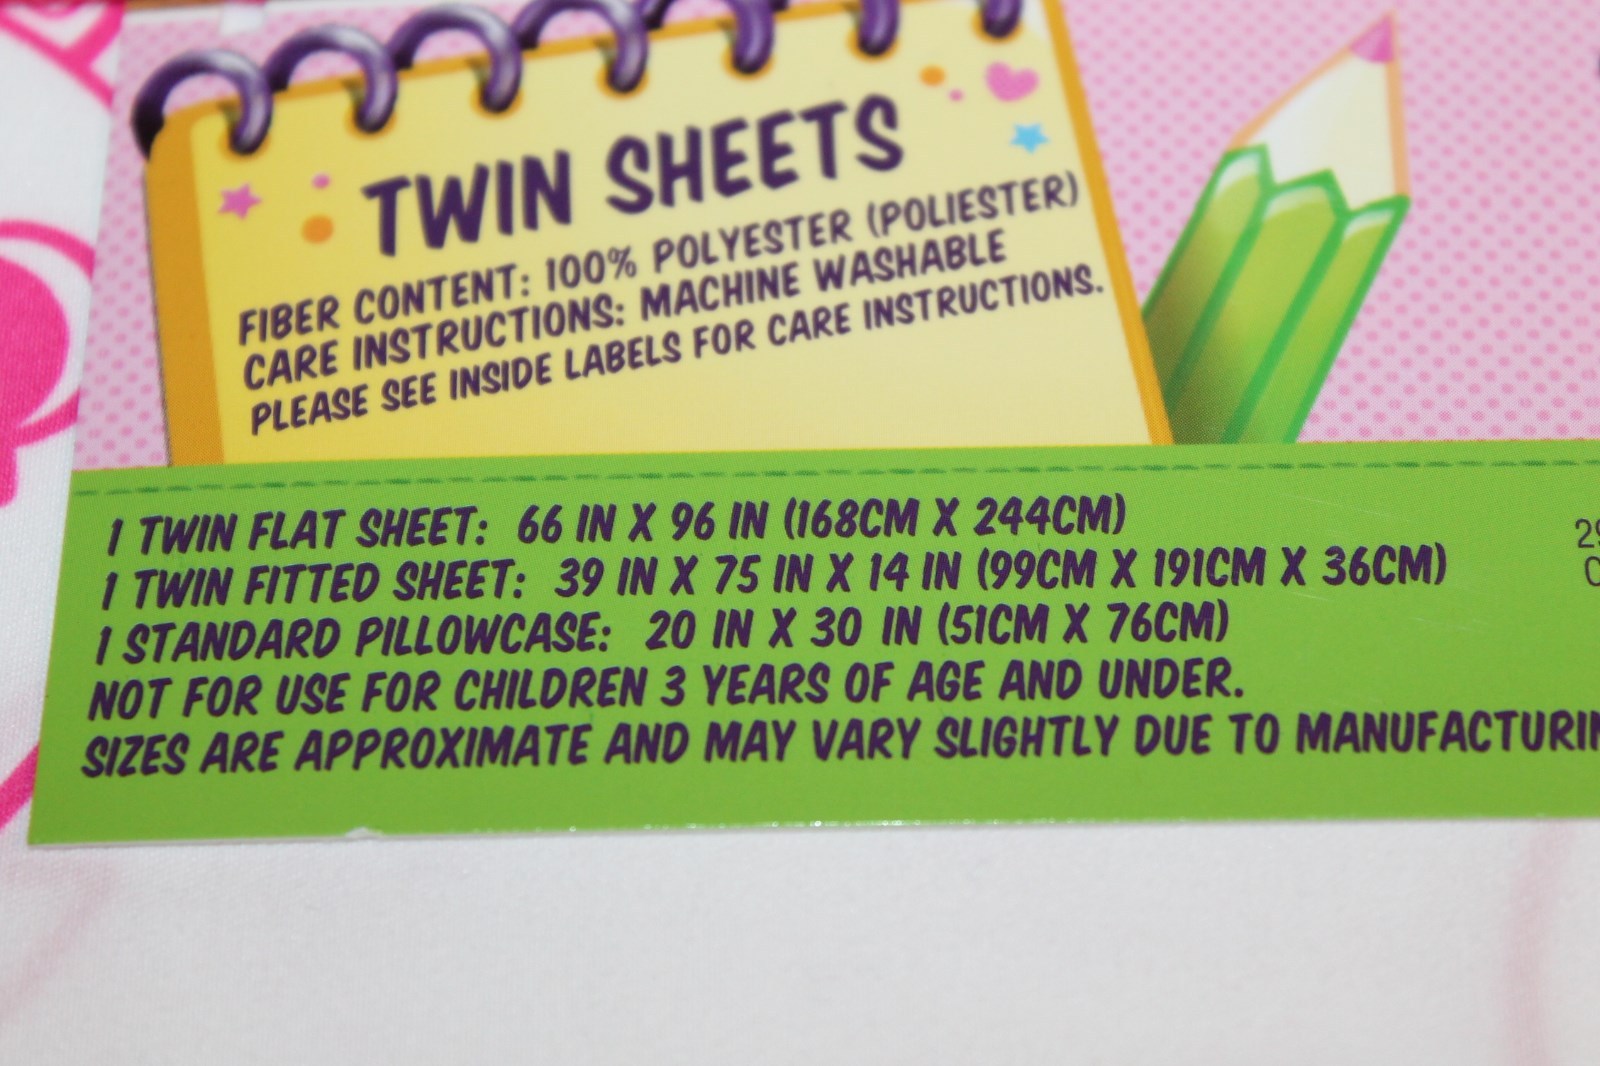 TWIN SHEETS
FIBER CONTENT: 100% POLYESTER (POLIESTER)
CARE INSTRUCTIONS: MACHINE WASHABLE
PLEASE SEE INSIDE LABELS FOR CARE INSTRUCTIONS.
1 TWIN FLAT SHEET: 66 IN X 96 IN (168CM X 244CM)
1 TWIN FITTED SHEET: 39 IN X 75 IN X 14 IN (99CM X 191CM X 36CM)
1 STANDARD PILLOWCASE: 20 IN X 30 IN (51CM X 76CM)
NOT FOR USE FOR CHILDREN 3 YEARS OF AGE AND UNDER.
SIZES ARE APPROXIMATE AND MAY VARY SLIGHTLY DUE TO